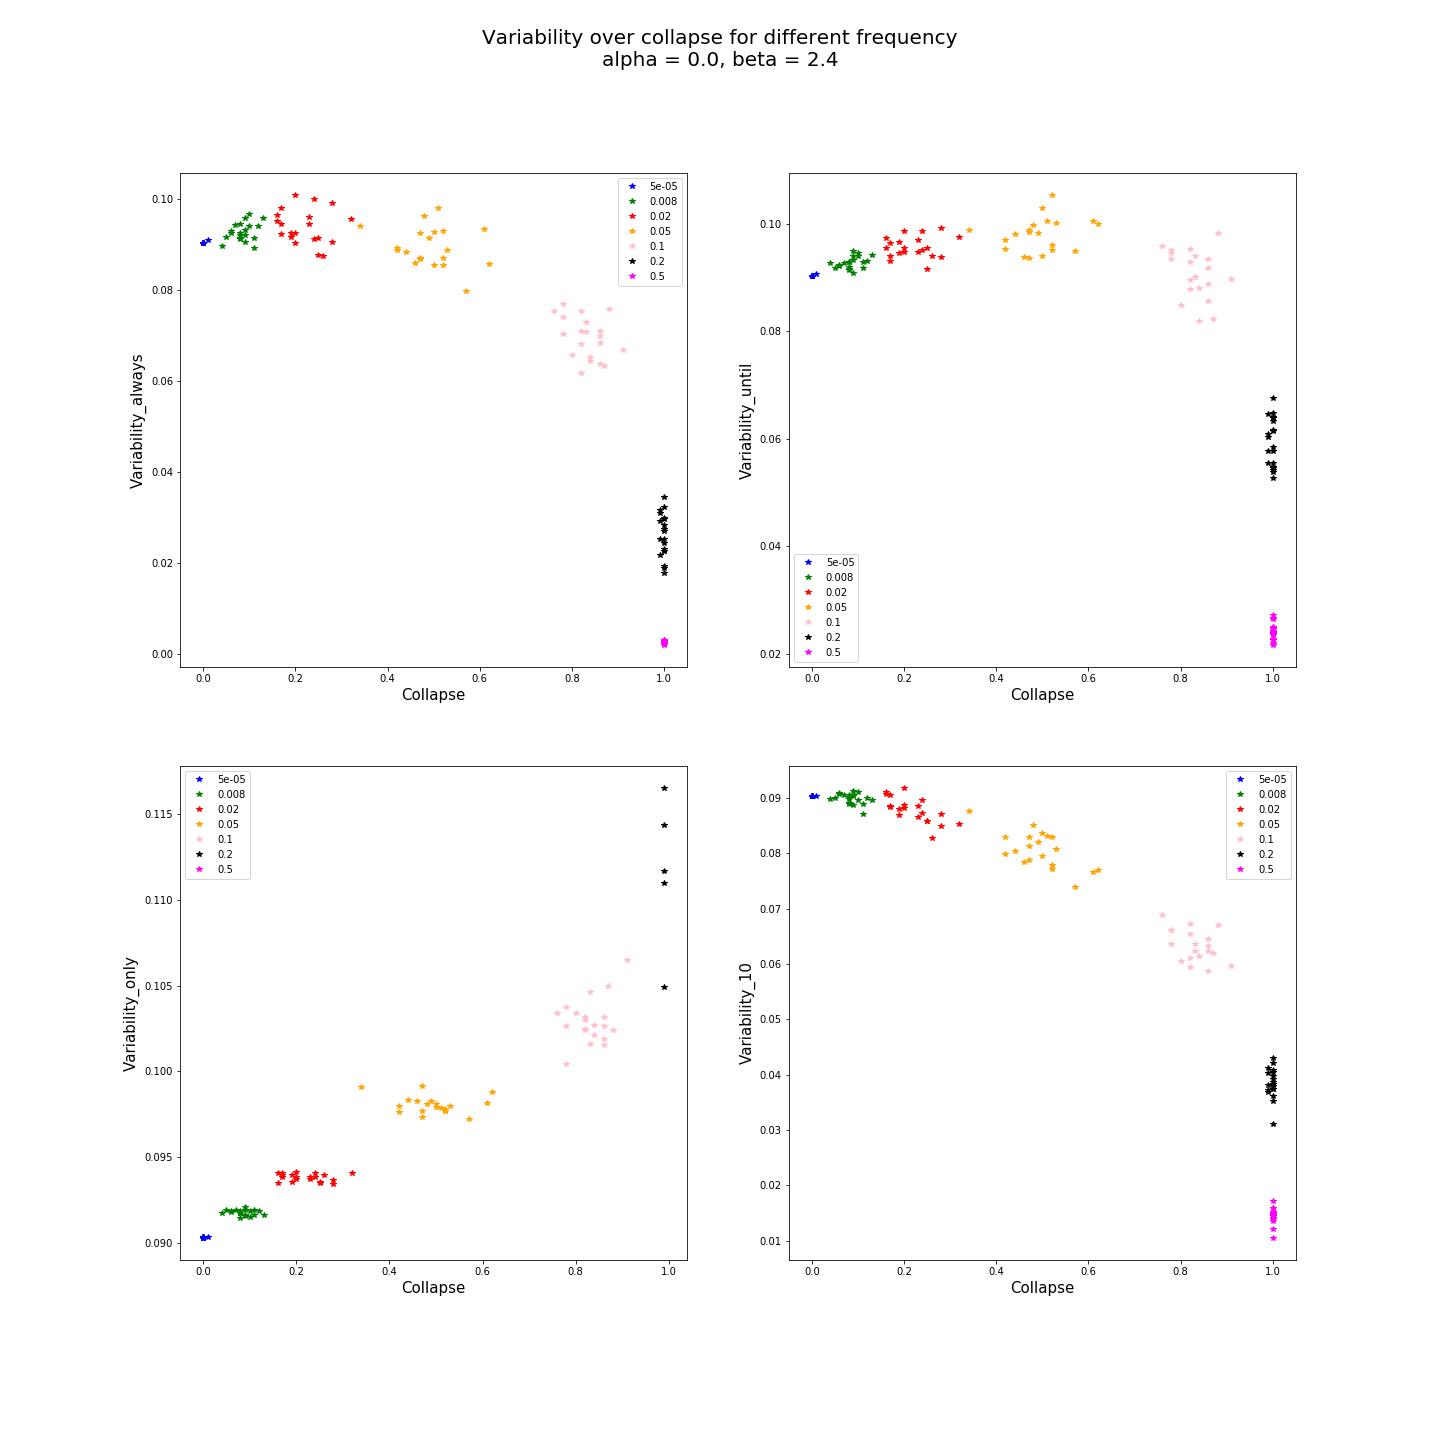 Variability over collapse for different frequency
alpha = 0.0, beta = 2.4
Variability_always
0.10
0.08
0.06
0.04
0.02
0.00
5e-05
0.008
0.02
0.05
0.1
0.2
0.5
0.0 0.2 0.4 0.6 0.8 1.0
Collapse
Variability_until
0.10
0.08
0.06
0.04
0.02
5e-05
0.008
0.02
0.05
0.1
0.2
0.5
0.0 0.2 0.4 0.6 0.8 1.0
Collapse
Variability_only
0.115
0.110
0.105
0.100
0.095
0.090
5e-05
0.008
0.02
0.05
0.1
0.2
0.5
0.0 0.2 0.4 0.6 0.8 1.0
Collapse
Variability_10
0.09
0.08
0.07
0.06
0.05
0.04
0.03
0.02
0.01
5e-05
0.008
0.02
0.05
0.1
0.2
0.5
0.0 0.2 0.4 0.6 0.8 1.0
Collapse